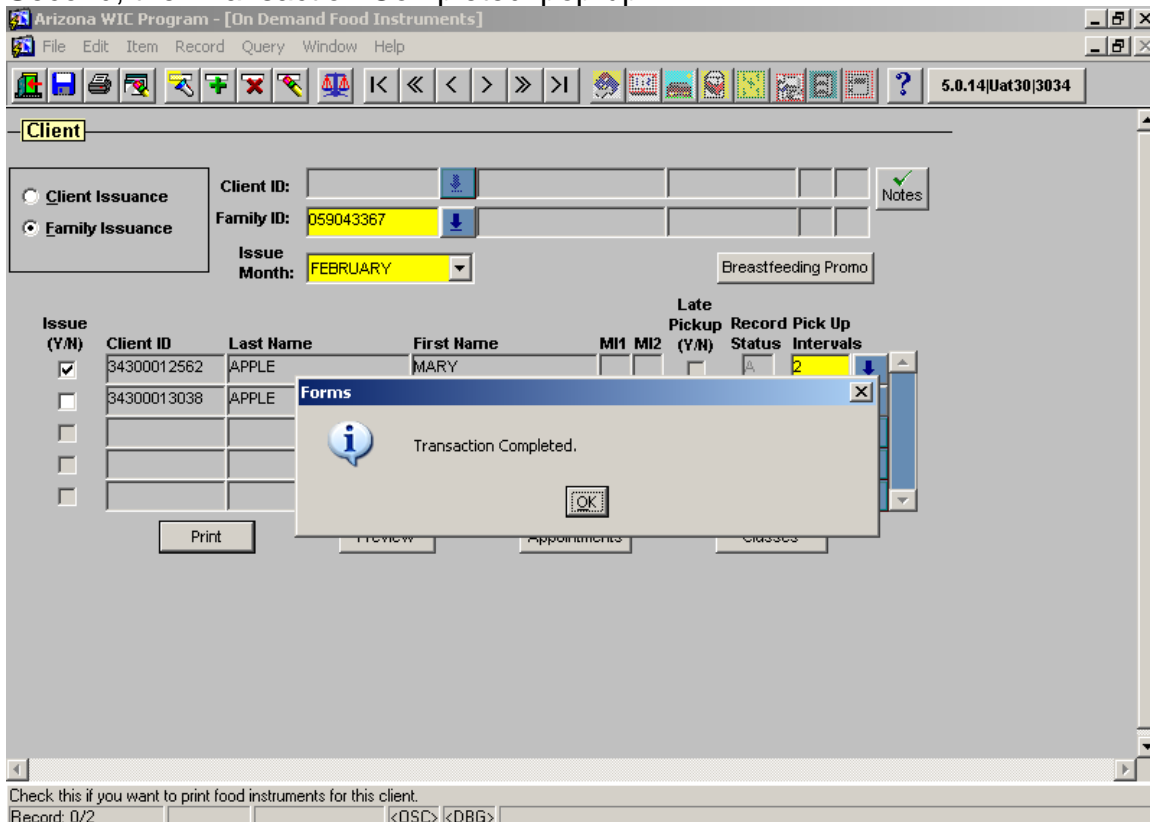 Arizona WIC Program - [On Demand Food Instruments]
File Edit Item Record Query Window Help
5.0.14|Uat30|3034
Client
Client Issuance
Family Issuance
Client ID:
Family ID: 059043367
Notes
Issue Month: FEBRUARY
Breastfeeding Promo
Issue (Y/N) Client ID Last Name First Name MI1 MI2 Late Pickup (Y/N) Record Status Pick Up Intervals
34300012562 APPLE MARY A 2
34300013038 APPLE
Forms
Transaction Completed.
OK
Print Preview Appointments Classes
Check this if you want to print food instruments for this client.
Record: 0/2 <OSC> <DBG>